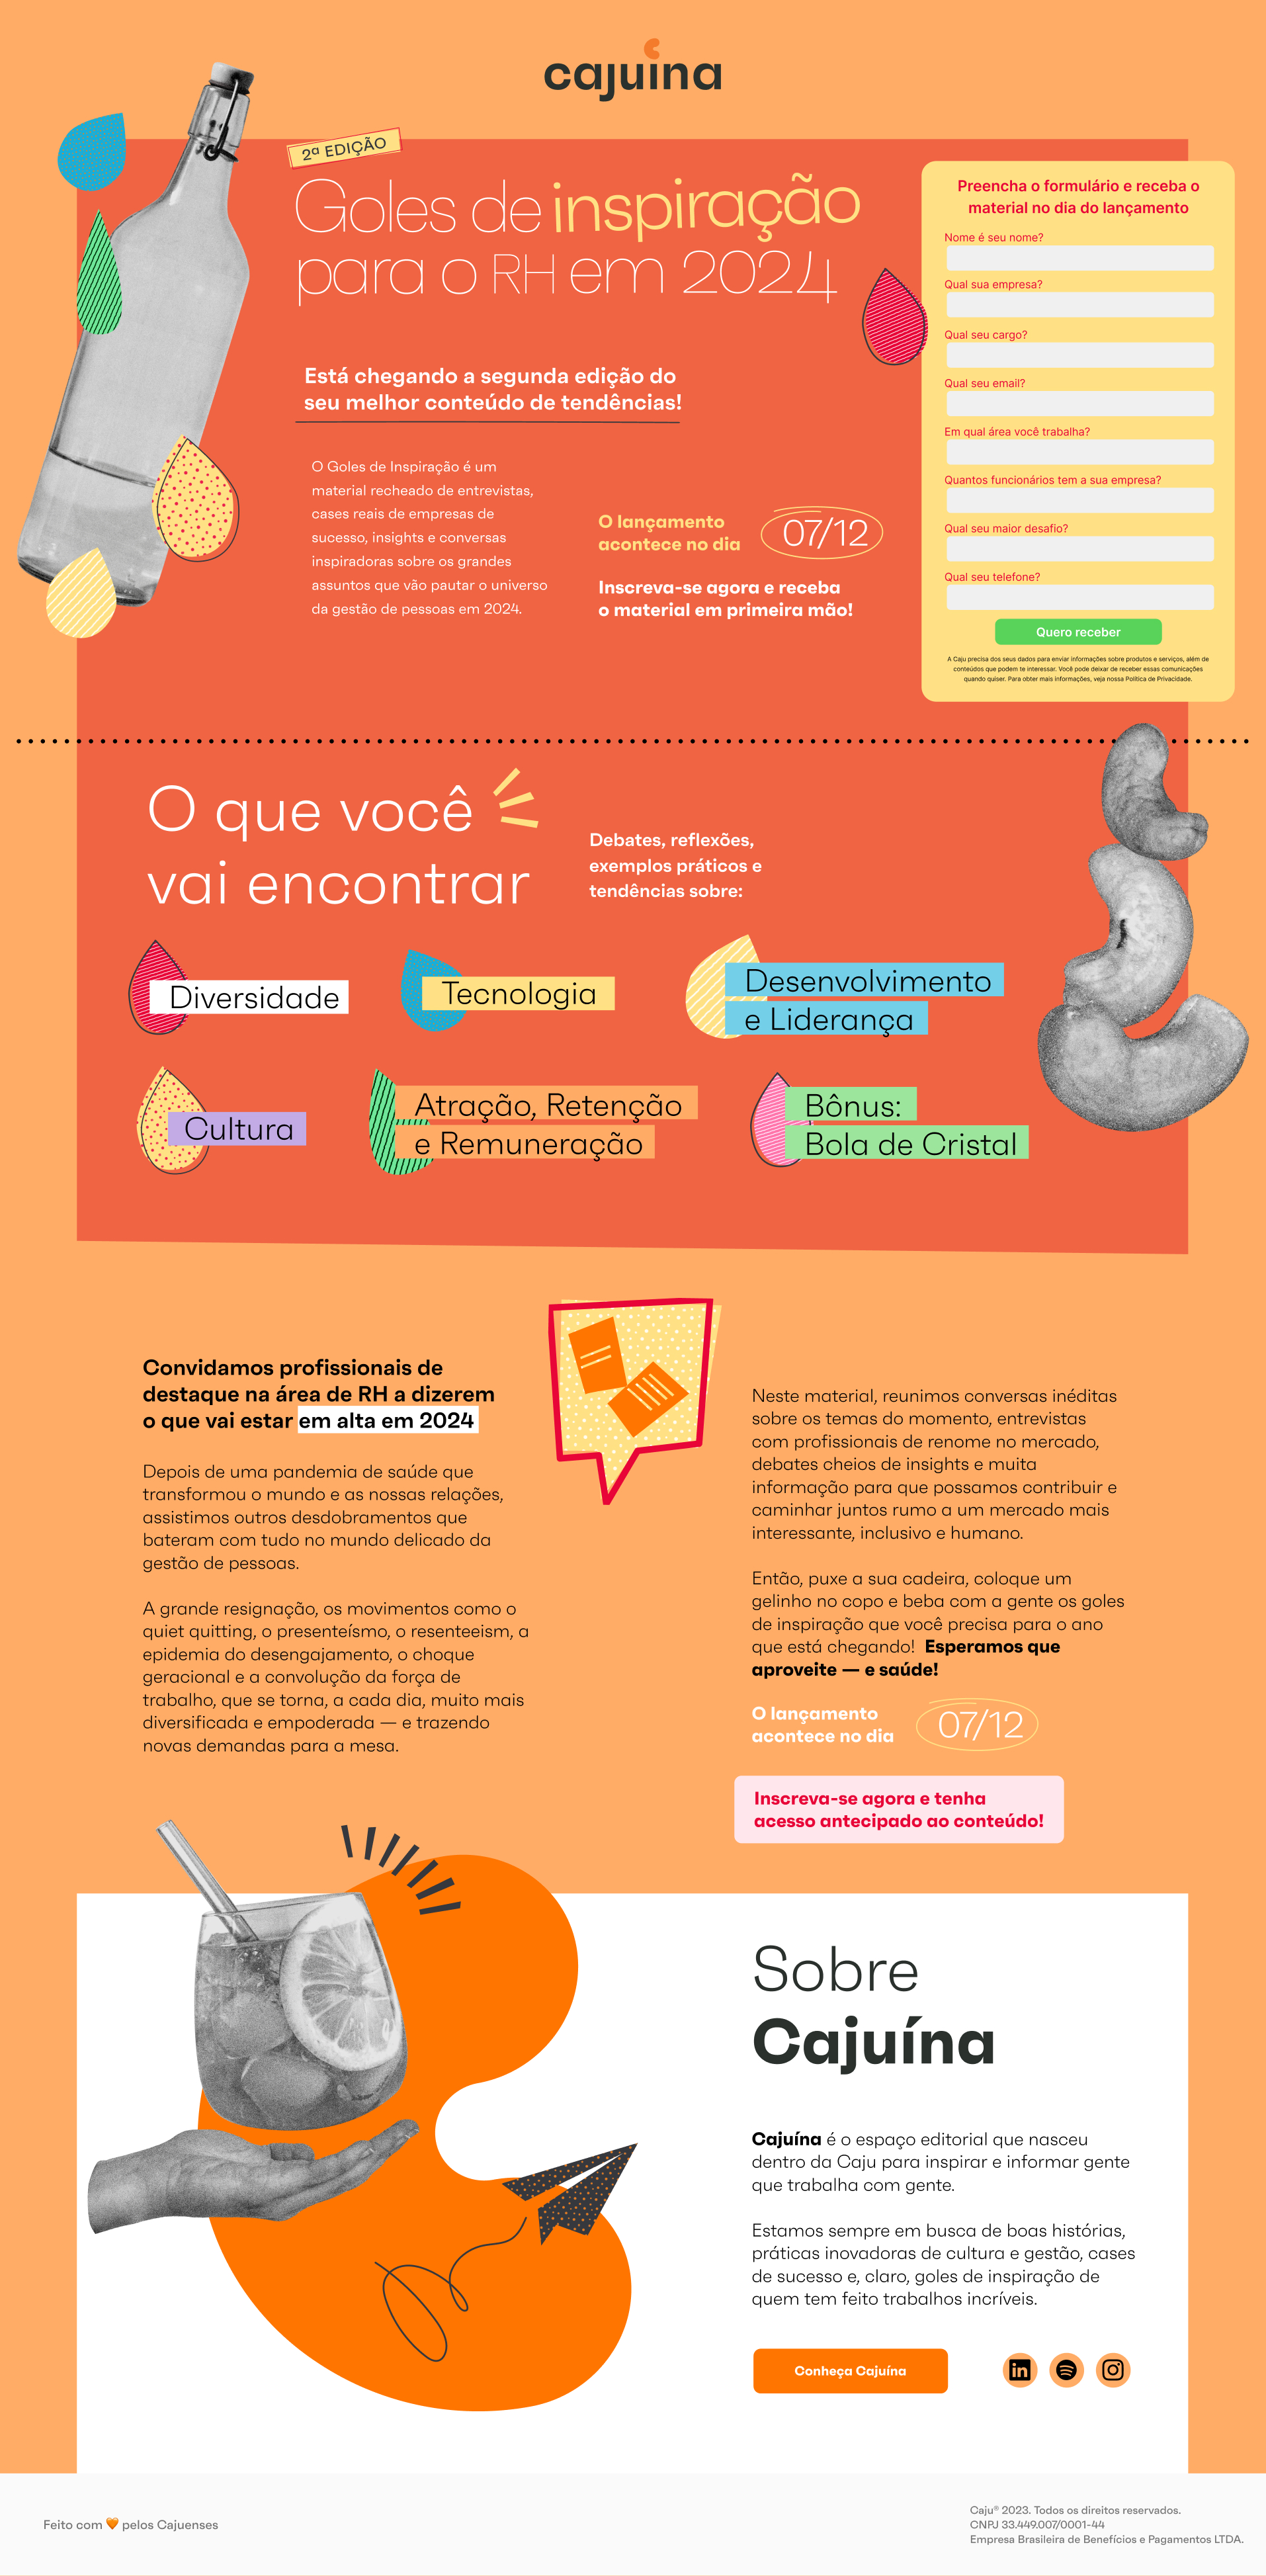 cajuína
2ª EDIÇÃO
Goles de inspiração
para o RH em 2024
Está chegando a segunda edição do
seu melhor conteúdo de tendências!
O Goles de Inspiração é um
material recheado de entrevistas,
cases reais de empresas de
sucesso, insights e conversas
inspiradoras sobre os grandes
assuntos que vão pautar o universo
da gestão de pessoas em 2024.
O lançamento
acontece no dia
07/12
Inscreva-se agora e receba
o material em primeira mão!
Preencha o formulário e receba o
material no dia do lançamento
Nome é seu nome?
Qual sua empresa?
Qual seu cargo?
Qual seu email?
Em qual área você trabalha?
Quantos funcionários tem a sua empresa?
Qual seu maior desafio?
Qual seu telefone?
Quero receber
A Caju precisa dos seus dados para enviar informações sobre produtos e serviços, além de
conteúdos que podem te interessar. Você pode deixar de receber essas comunicações
quando quiser. Para obter mais informações, veja nossa Política de Privacidade.
O que você
vai encontrar
Debates, reflexões,
exemplos práticos e
tendências sobre:
Diversidade
Tecnologia
Desenvolvimento
e Liderança
Cultura
Atração, Retenção
e Remuneração
Bônus:
Bola de Cristal
Convidamos profissionais de
destaque na área de RH a dizerem
o que vai estar em alta em 2024
Depois de uma pandemia de saúde que
transformou o mundo e as nossas relações,
assistimos outros desdobramentos que
bateram com tudo no mundo delicado da
gestão de pessoas.
A grande resignação, os movimentos como o
quiet quitting, o presenteísmo, o resenteeism, a
epidemia do desengajamento, o choque
geracional e a convolução da força de
trabalho, que se torna, a cada dia, muito mais
diversificada e empoderada — e trazendo
novas demandas para a mesa.
Neste material, reunimos conversas inéditas
sobre os temas do momento, entrevistas
com profissionais de renome no mercado,
debates cheios de insights e muita
informação para que possamos contribuir e
caminhar juntos rumo a um mercado mais
interessante, inclusivo e humano.
Então, puxe a sua cadeira, coloque um
gelinho no copo e beba com a gente os goles
de inspiração que você precisa para o ano
que está chegando! Esperamos que
aproveite — e saúde!
O lançamento
acontece no dia
07/12
Inscreva-se agora e tenha
acesso antecipado ao conteúdo!
Sobre
Cajuína
Cajuína é o espaço editorial que nasceu
dentro da Caju para inspirar e informar gente
que trabalha com gente.
Estamos sempre em busca de boas histórias,
práticas inovadoras de cultura e gestão, cases
de sucesso e, claro, goles de inspiração de
quem tem feito trabalhos incríveis.
Conheça Cajuína
in
Feito com 🧡 pelos Cajuenses
Caju® 2023. Todos os direitos reservados.
CNPJ 33.449.007/0001-44
Empresa Brasileira de Benefícios e Pagamentos LTDA.